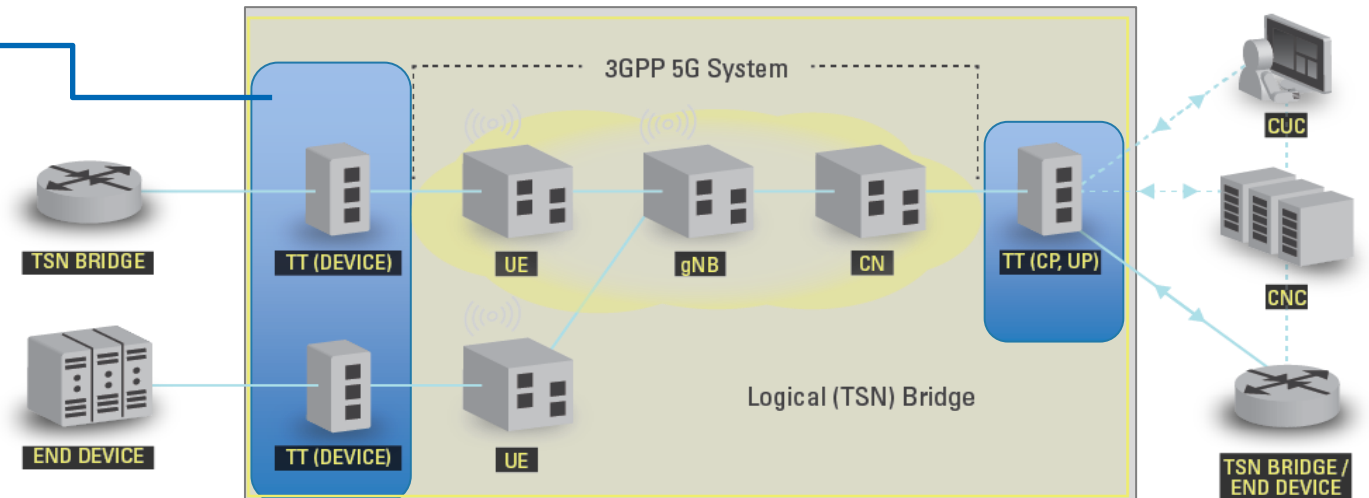 3GPP 5G System
CUC
TSN BRIDGE
TT (DEVICE)
UE
gNB
CN
TT (CP, UP)
CNC
Logical (TSN) Bridge
END DEVICE
TT (DEVICE)
UE
TSN BRIDGE /
END DEVICE